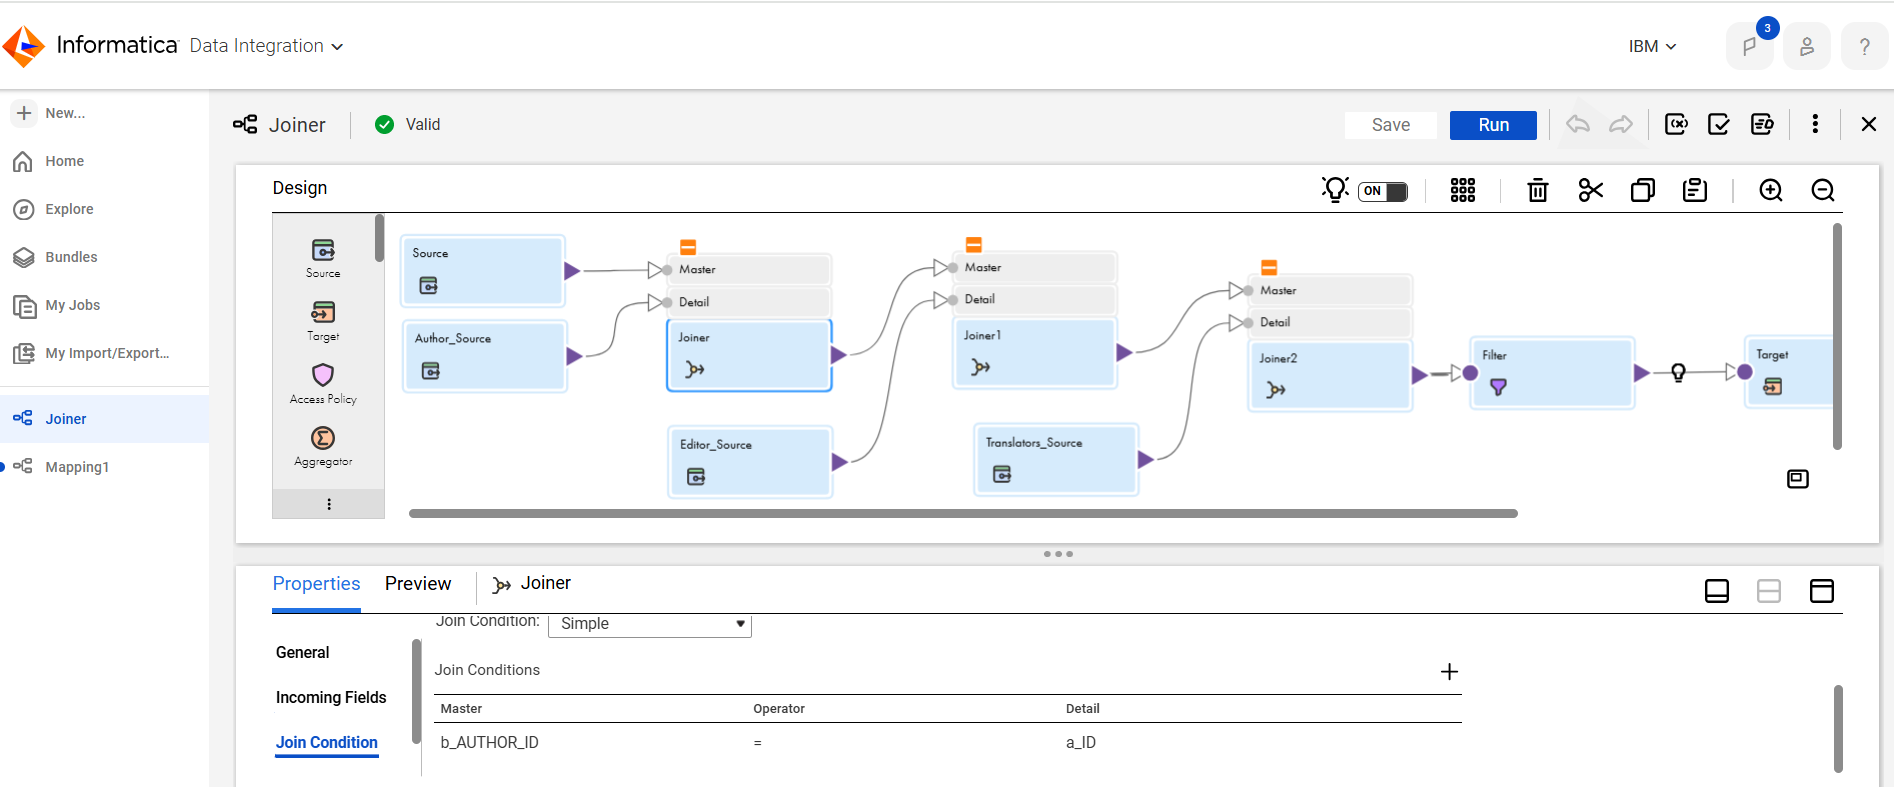 Informatica Data Integration
IBM
3
?
New...
Home
Explore
Bundles
My Jobs
My Import/Export...
Joiner
Mapping1
Joiner
Valid
Save
Run
Design
ON
Source
Target
Access Policy
Aggregator
Source
Author_Source
Master
Detail
Joiner
Editor_Source
Master
Detail
Joiner1
Translators_Source
Master
Detail
Joiner2
Filter
Target
Properties
Preview
Joiner
General
Incoming Fields
Join Condition
Join Condition:
Simple
Join Conditions
Master Operator Detail
b_AUTHOR_ID = a_ID